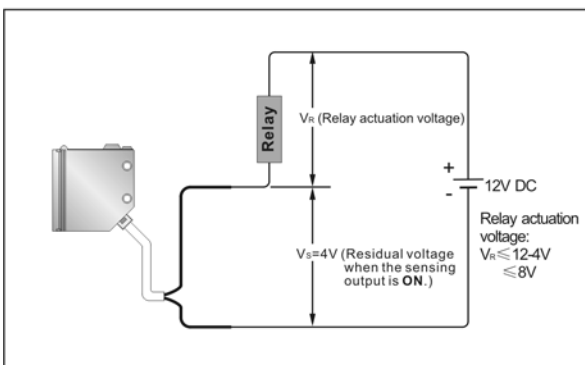 Relay
VR (Relay actuation voltage)
+
-
12V DC
Relay actuation
voltage:
VR≦12-4V
≦8V
VS=4V (Residual voltage
when the sensing
output is ON.)